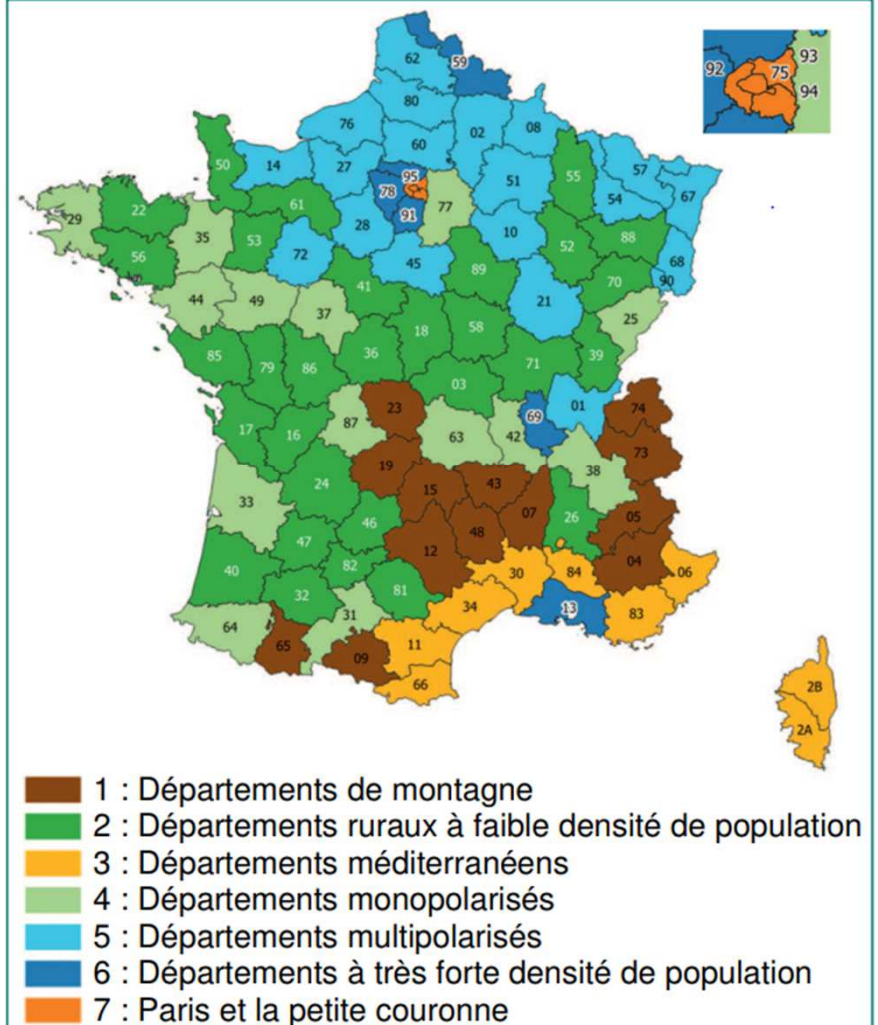 62 59
80
76 02 08
60
50 14 27 95 51 55 57 67
78 77 54
29 22 61 91
35 53 28 10 88
56 72 52 68
45 89 90
41 70
44 49 21 25
37 18 58
85 79 86 36 71 39
03
23 69 01 74
17 16 87 63 42
73
19 38
24 15 43
33 07 05
46 48 26
47 12 04
40 82 30 84 06
32 81 34 13 83
64 31
65 09 11
66
2B
2A
93
92 75
94
1 : Départements de montagne
2 : Départements ruraux à faible densité de population
3 : Départements méditerranéens
4 : Départements monopolarisés
5 : Départements multipolarisés
6 : Départements à très forte densité de population
7 : Paris et la petite couronne